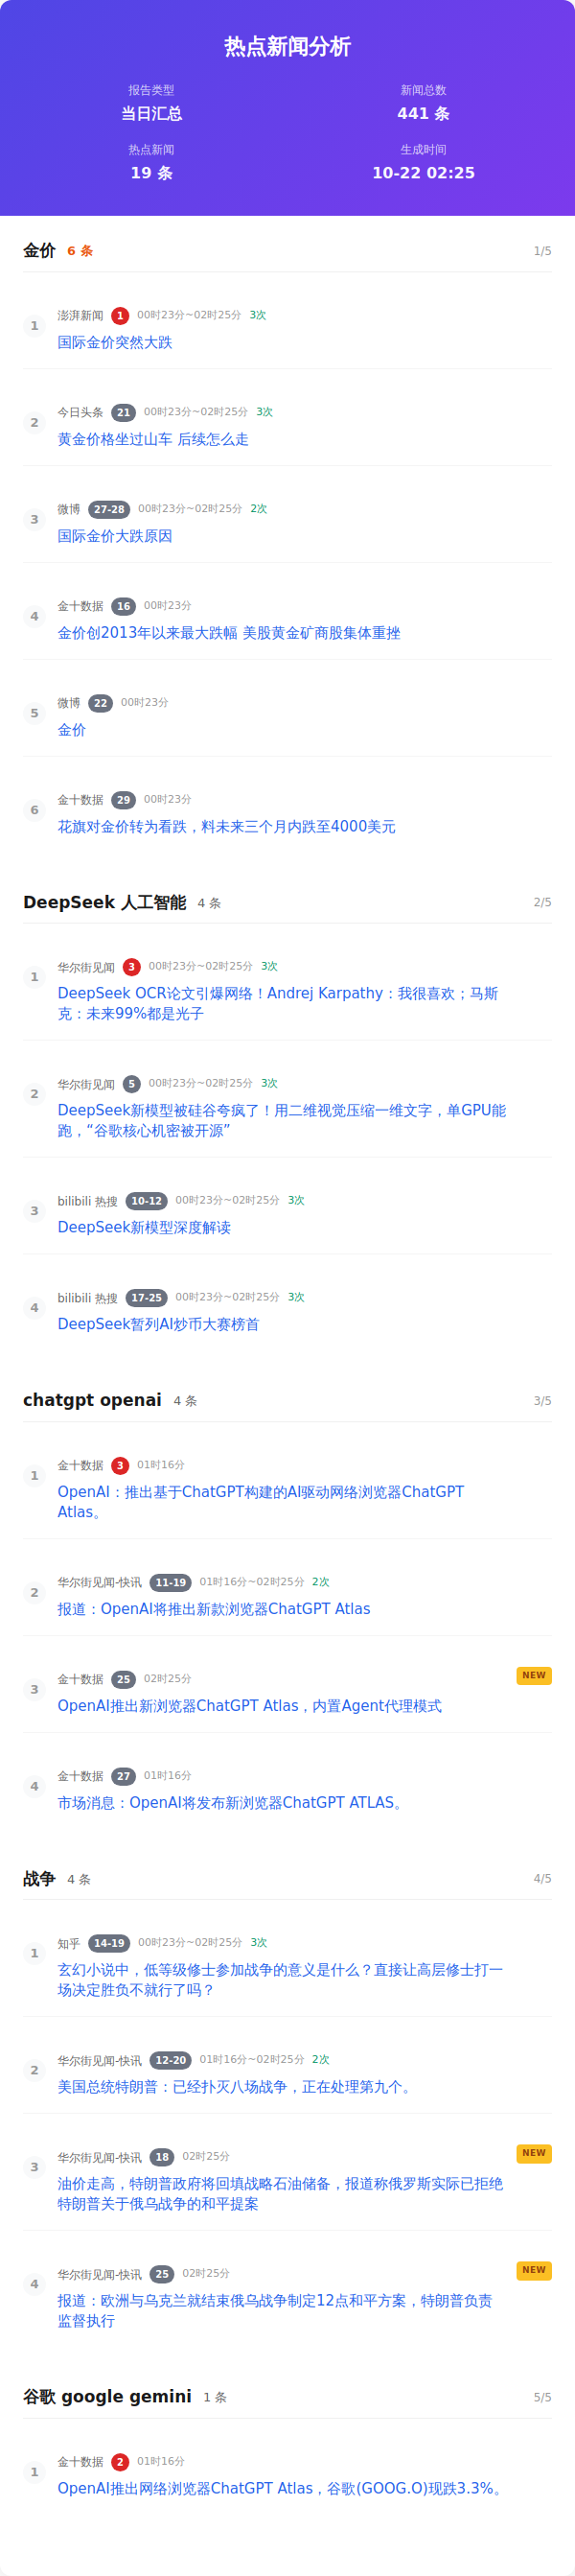 热点新闻分析
报告类型
当日汇总
新闻总数
441 条
热点新闻
19 条
生成时间
10-22 02:25
金价 6 条 1/5
1
澎湃新闻 1 00时23分~02时25分 3次
国际金价突然大跌
2
今日头条 21 00时23分~02时25分 3次
黄金价格坐过山车 后续怎么走
3
微博 27-28 00时23分~02时25分 2次
国际金价大跌原因
4
金十数据 16 00时23分
金价创2013年以来最大跌幅 美股黄金矿商股集体重挫
5
微博 22 00时23分
金价
6
金十数据 29 00时23分
花旗对金价转为看跌，料未来三个月内跌至4000美元
DeepSeek 人工智能 4 条 2/5
1
华尔街见闻 3 00时23分~02时25分 3次
DeepSeek OCR论文引爆网络！Andrej Karpathy：我很喜欢；马斯
克：未来99%都是光子
2
华尔街见闻 5 00时23分~02时25分 3次
DeepSeek新模型被硅谷夸疯了！用二维视觉压缩一维文字，单GPU能
跑，“谷歌核心机密被开源”
3
bilibili 热搜 10-12 00时23分~02时25分 3次
DeepSeek新模型深度解读
4
bilibili 热搜 17-25 00时23分~02时25分 3次
DeepSeek暂列AI炒币大赛榜首
chatgpt openai 4 条 3/5
1
金十数据 3 01时16分
OpenAI：推出基于ChatGPT构建的AI驱动网络浏览器ChatGPT
Atlas。
2
华尔街见闻-快讯 11-19 01时16分~02时25分 2次
报道：OpenAI将推出新款浏览器ChatGPT Atlas
3
金十数据 25 02时25分 NEW
OpenAI推出新浏览器ChatGPT Atlas，内置Agent代理模式
4
金十数据 27 01时16分
市场消息：OpenAI将发布新浏览器ChatGPT ATLAS。
战争 4 条 4/5
1
知乎 14-19 00时23分~02时25分 3次
玄幻小说中，低等级修士参加战争的意义是什么？直接让高层修士打一
场决定胜负不就行了吗？
2
华尔街见闻-快讯 12-20 01时16分~02时25分 2次
美国总统特朗普：已经扑灭八场战争，正在处理第九个。
3
华尔街见闻-快讯 18 02时25分 NEW
油价走高，特朗普政府将回填战略石油储备，报道称俄罗斯实际已拒绝
特朗普关于俄乌战争的和平提案
4
华尔街见闻-快讯 25 02时25分 NEW
报道：欧洲与乌克兰就结束俄乌战争制定12点和平方案，特朗普负责
监督执行
谷歌 google gemini 1 条 5/5
1
金十数据 2 01时16分
OpenAI推出网络浏览器ChatGPT Atlas，谷歌(GOOG.O)现跌3.3%。